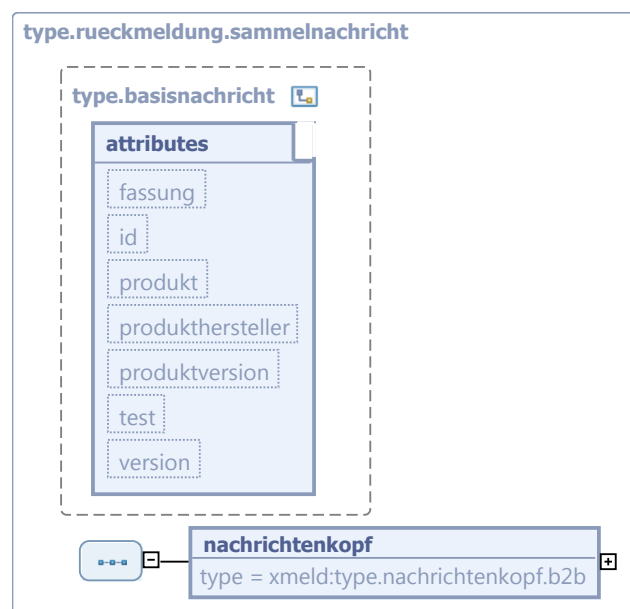 type.rueckmeldung.sammelnachricht
type.basisnachricht
attributes
fassung
id
produkt
produkthersteller
produktversion
test
version
nachrichtenkopf
type = xmeld:type.nachrichtenkopf.b2b